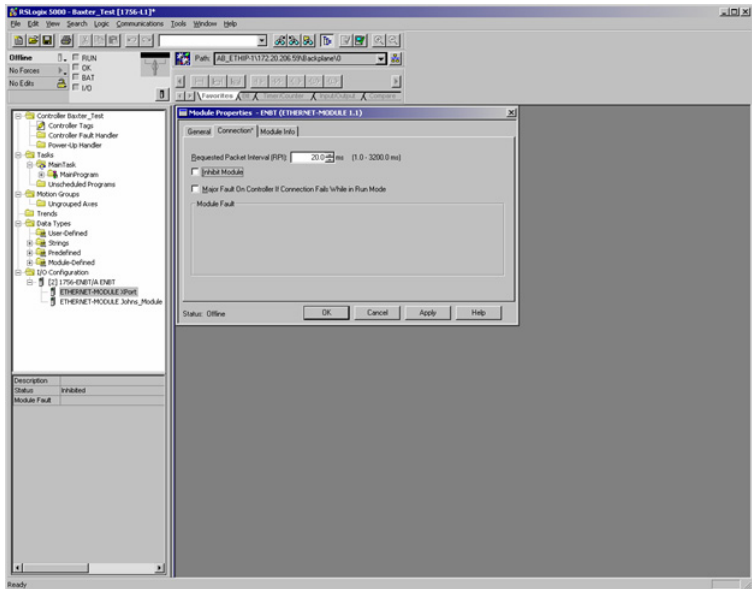 RSLogix 5000 - Baxter_Test [1756-L1]*
File Edit View Search Logic Communications Tools Window Help
Offline
RUN
No Forces
OK
BAT
No Edits
I/O
Path: AB_ETHIP-1\172.20.206.59\Backplane\0
Favorites Bit Timer/Counter Input/Output Compare
Controller Baxter_Test
Controller Tags
Controller Fault Handler
Power-Up Handler
Tasks
MainTask
MainProgram
Unscheduled Programs
Motion Groups
Ungrouped Axes
Trends
Data Types
User-Defined
Strings
Predefined
Module-Defined
I/O Configuration
[2] 1756-ENBT/A ENBT
ETHERNET-MODULE XPort
ETHERNET-MODULE Johns_Module
Description
Status Inhibited
Module Fault
Module Properties - ENBT (ETHERNET-MODULE 1.1)
General Connection* Module Info
Requested Packet Interval (RPI): 20.0 ms (1.0 - 3200.0 ms)
Inhibit Module
Major Fault On Controller If Connection Fails While in Run Mode
Module Fault
Status: Offline
OK Cancel Apply Help
Ready